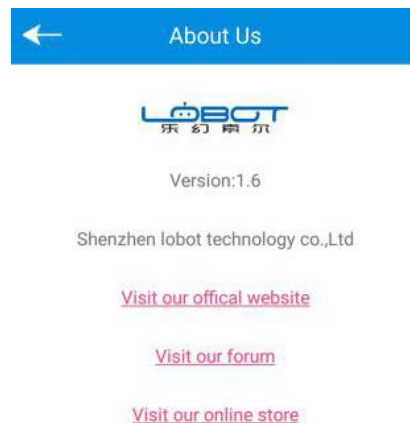 About Us
LOBOT
乐幻索尔
Version:1.6
Shenzhen lobot technology co.,Ltd
Visit our offical website
Visit our forum
Visit our online store